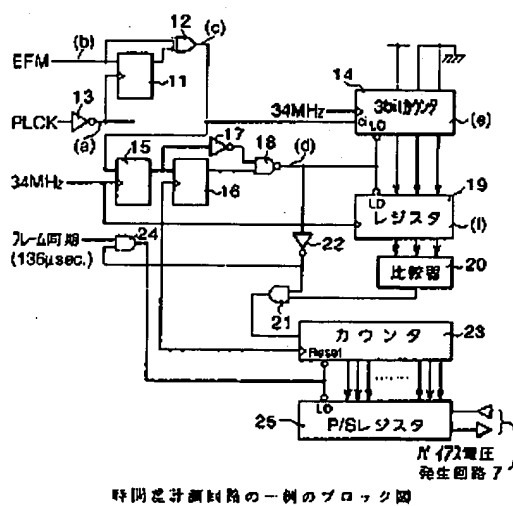 12
(b)
(c)
EFM
11
14
13
34MHz
3bitカウンタ
(e)
PLCK
(a)
Ci
LO
17
18
(d)
15
16
19
34MHz
LD
レジスタ
(l)
フレーム同期
24
22
(136μsec.)
比較器
20
21
カウンタ
23
Reset
LD
25
P/Sレジスタ
バイアス電圧
発生回路7
時間差計測回路の一例のブロック図